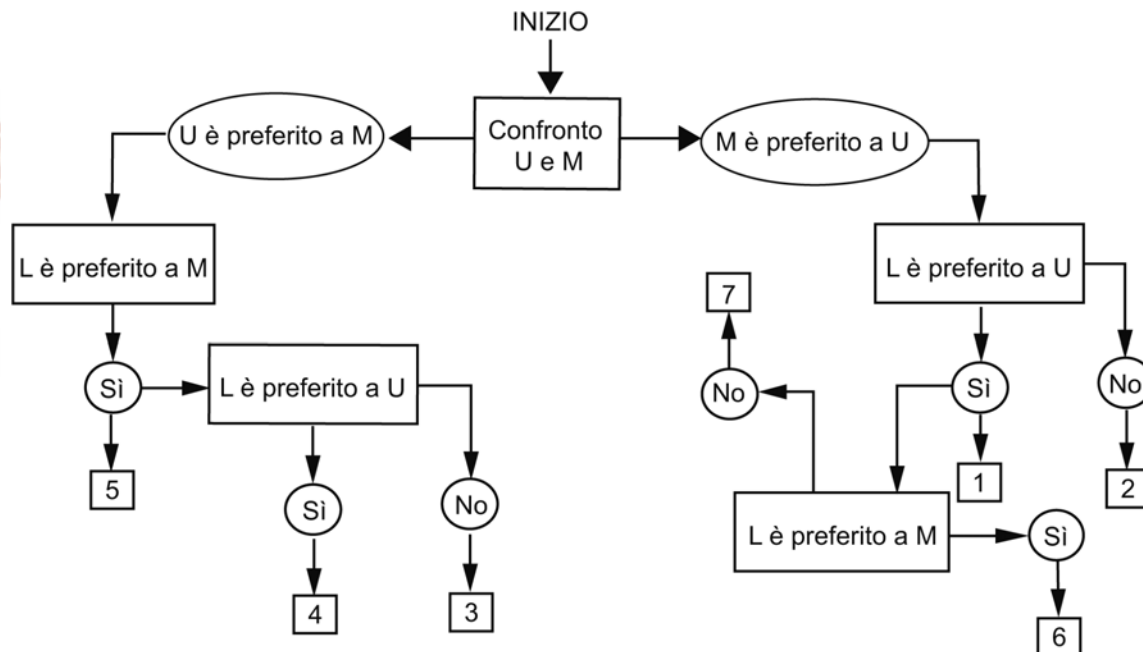 INIZIO
U è preferito a M
Confronto
U e M
M è preferito a U
L è preferito a M
L è preferito a U
7
Sì
L è preferito a U
No
Sì
No
5
Sì
No
1
2
L è preferito a M
Sì
4
3
6